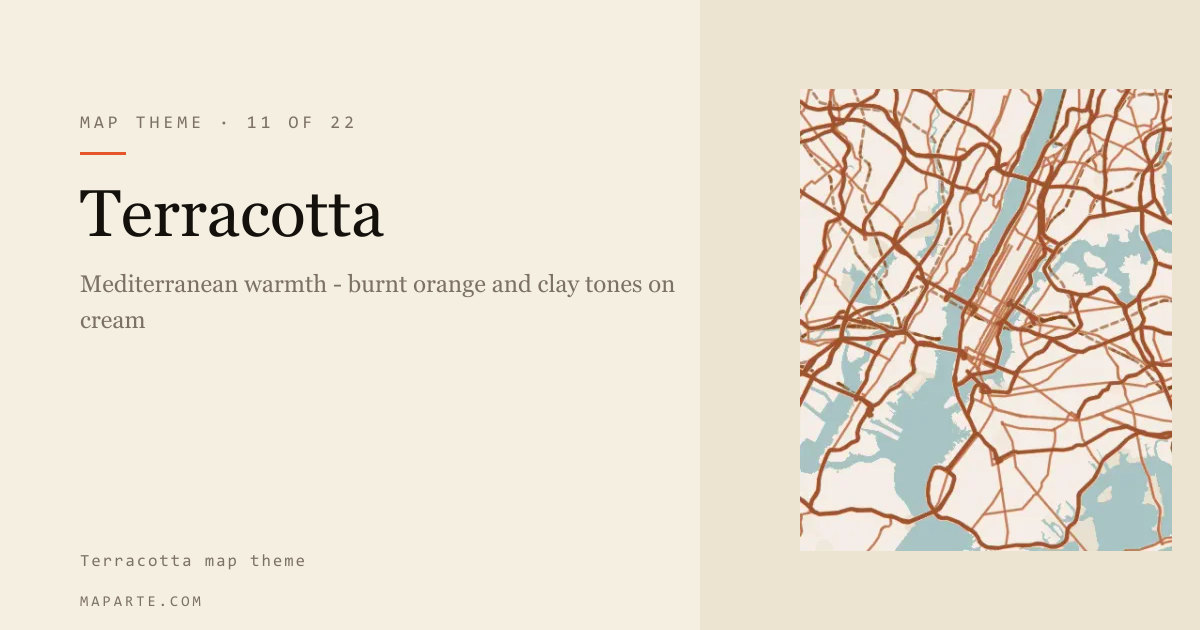 MAP THEME · 11 OF 22
Terracotta
Mediterranean warmth - burnt orange and clay tones on
cream
Terracotta map theme
MAPARTE.COM